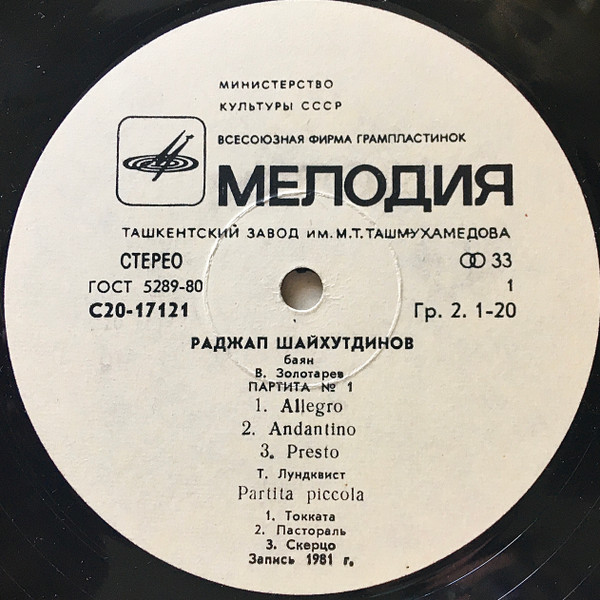 МИНИСТЕРСТВО
КУЛЬТУРЫ СССР
ВСЕСОЮЗНАЯ ФИРМА ГРАМПЛАСТИНОК
МЕЛОДИЯ
ТАШКЕНТСКИЙ ЗАВОД им. М.Т. ТАШМУХАМЕДОВА
СТЕРЕО 33
ГОСТ 5289-80 1
С20-17121 Гр. 2. 1-20
РАДЖАП ШАЙХУТДИНОВ
баян
В. Золотарев
ПАРТИТА № 1
1. Allegro
2. Andantino
3. Presto
Т. Лундквист
Partita piccola
1. Токката
2. Пастораль
3. Скерцо
Запись 1981 г.